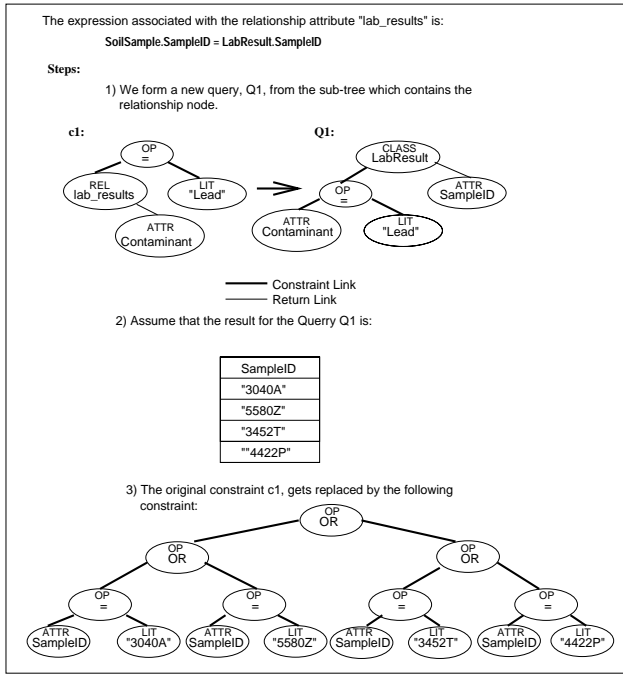 The expression associated with the relationship attribute "lab_results" is:
SoilSample.SampleID = LabResult.SampleID
Steps:
1) We form a new query, Q1, from the sub-tree which contains the
relationship node.
c1:
Q1:
OP
=
CLASS
LabResult
REL
lab_results
LIT
"Lead"
OP
=
ATTR
SampleID
ATTR
Contaminant
ATTR
Contaminant
LIT
"Lead"
Constraint Link
Return Link
2) Assume that the result for the Querry Q1 is:
SampleID
"3040A"
"5580Z"
"3452T"
""4422P"
3) The original constraint c1, gets replaced by the following
constraint:
OP
OR
OP
OR
OP
OR
OP
=
OP
=
OP
=
OP
=
ATTR
SampleID
LIT
"3040A"
ATTR
SampleID
LIT
"5580Z"
ATTR
SampleID
LIT
"3452T"
ATTR
SampleID
LIT
"4422P"